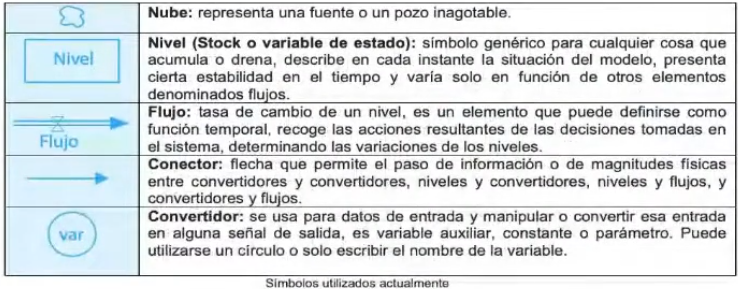 Nube: representa una fuente o un pozo inagotable.
Nivel
Nivel (Stock o variable de estado): símbolo genérico para cualquier cosa que
acumula o drena, describe en cada instante la situación del modelo, presenta
cierta estabilidad en el tiempo y varía solo en función de otros elementos
denominados flujos.
Flujo
Flujo: tasa de cambio de un nivel, es un elemento que puede definirse como
función temporal, recoge las acciones resultantes de las decisiones tomadas en
el sistema, determinando las variaciones de los niveles.
Conector: flecha que permite el paso de información o de magnitudes físicas
entre convertidores y convertidores, niveles y convertidores, niveles y flujos, y
convertidores y flujos.
var
Convertidor: se usa para datos de entrada y manipular o convertir esa entrada
en alguna señal de salida, es variable auxiliar, constante o parámetro. Puede
utilizarse un círculo o solo escribir el nombre de la variable.
Símbolos utilizados actualmente